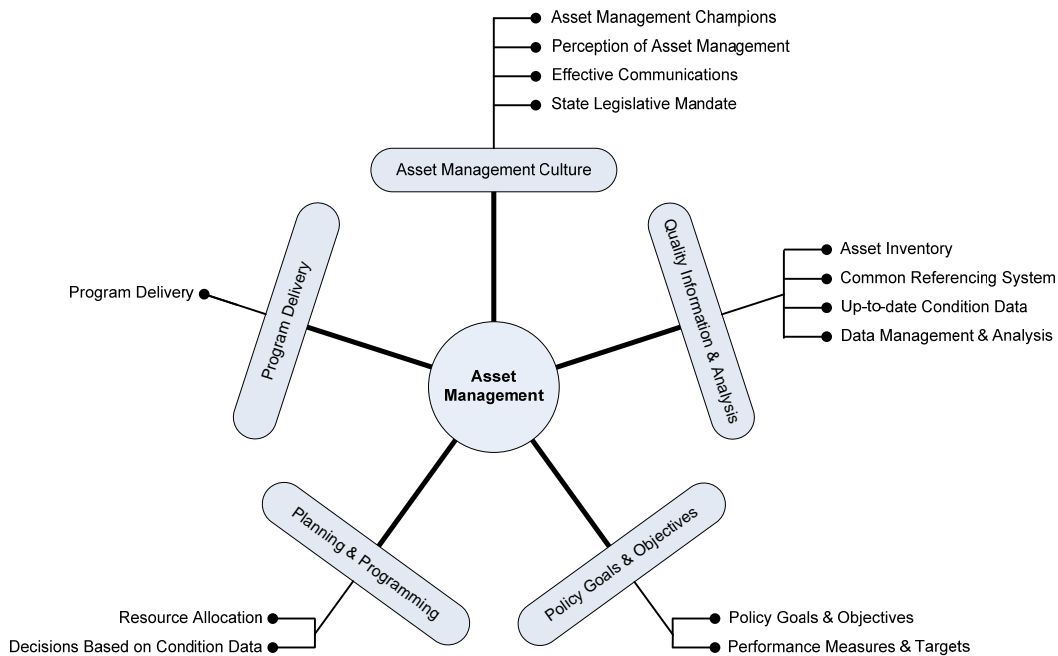 Asset Management Champions
Perception of Asset Management
Effective Communications
State Legislative Mandate
Asset Management Culture
Quality Information & Analysis
Asset Inventory
Common Referencing System
Up-to-date Condition Data
Data Management & Analysis
Program Delivery
Program Delivery
Asset
Management
Planning & Programming
Resource Allocation
Decisions Based on Condition Data
Policy Goals & Objectives
Policy Goals & Objectives
Performance Measures & Targets